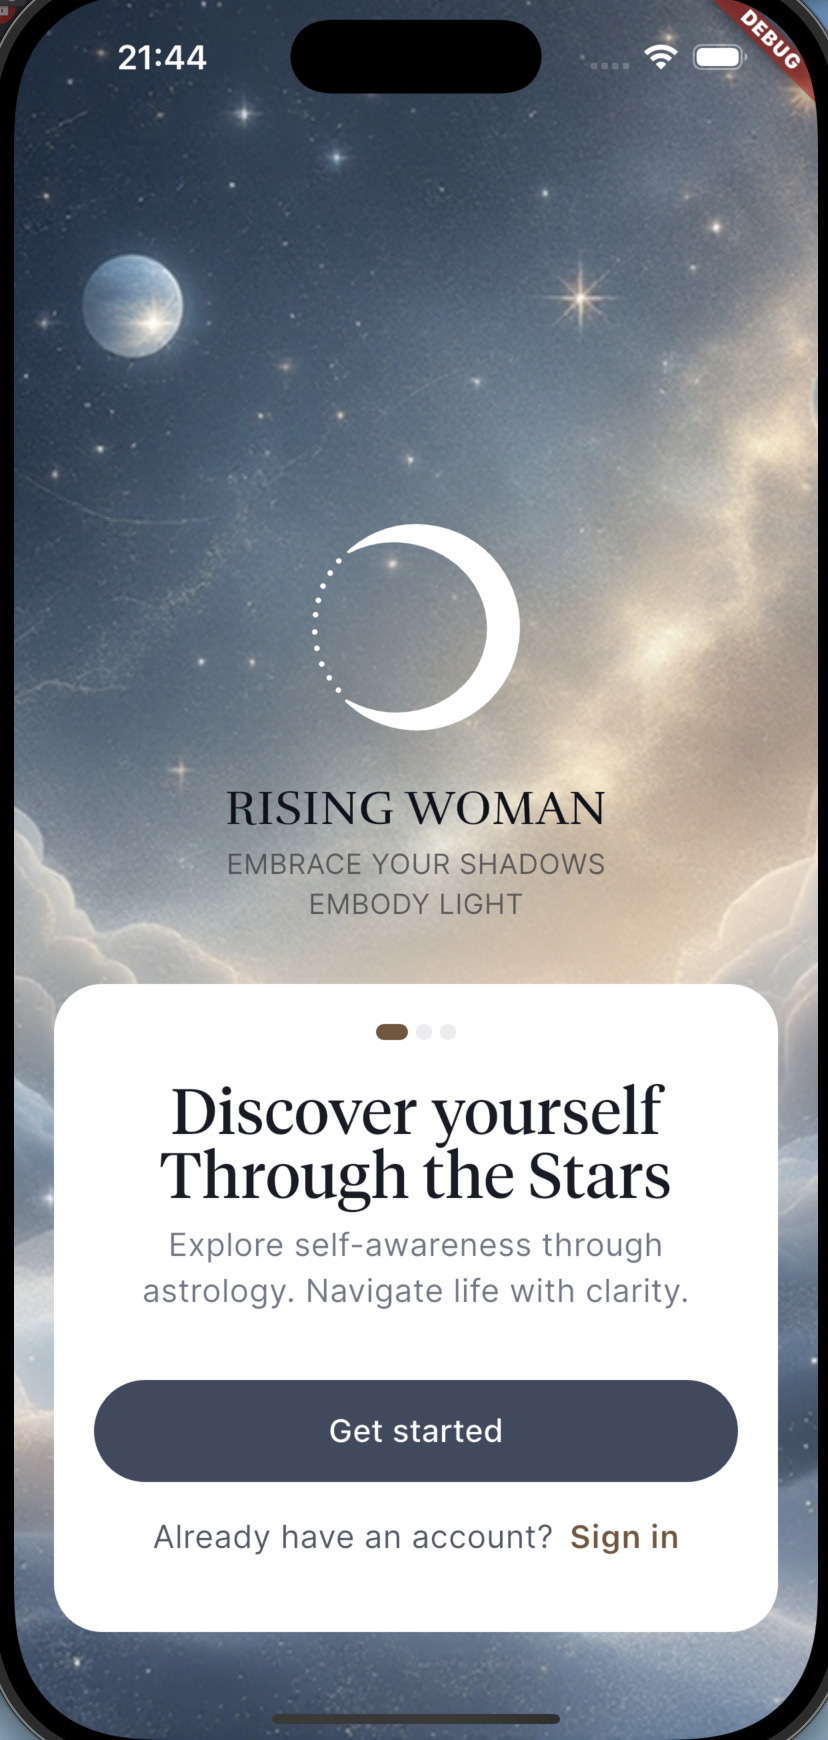 21:44
DEBUG
RISING WOMAN
EMBRACE YOUR SHADOWS
EMBODY LIGHT
Discover yourself
Through the Stars
Explore self-awareness through
astrology. Navigate life with clarity.
Get started
Already have an account? Sign in